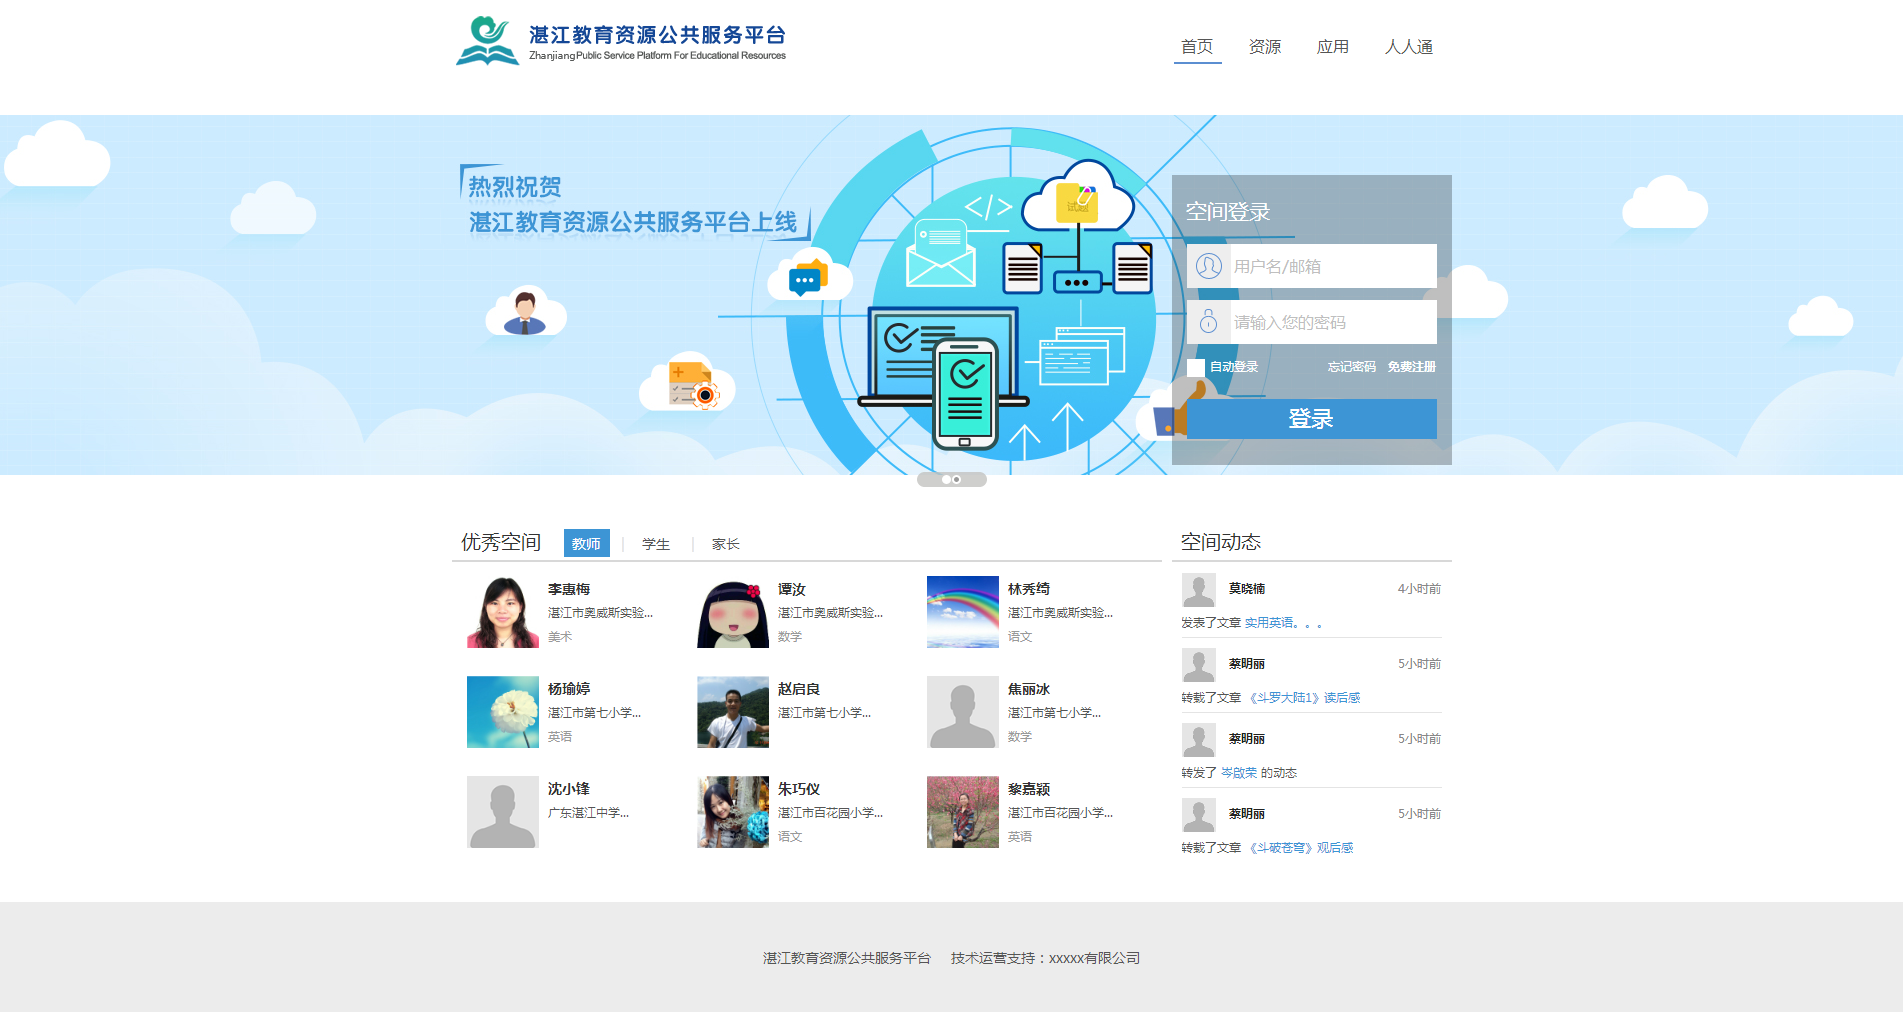 湛江教育资源公共服务平台
ZhanjiangPublic Service Platform For Educational Resources
首页 资源 应用 人人通
热烈祝贺
湛江教育资源公共服务平台上线
试题
</>
空间登录
用户名/邮箱
请输入您的密码
自动登录 忘记密码 免费注册
登录
优秀空间 教师 | 学生 | 家长
李惠梅
湛江市奥威斯实验...
美术
谭汝
湛江市奥威斯实验...
数学
林秀绮
湛江市奥威斯实验...
语文
杨瑜婷
湛江市第七小学...
英语
赵启良
湛江市第七小学...
焦丽冰
湛江市第七小学...
数学
沈小锋
广东湛江中学...
朱巧仪
湛江市百花园小学...
语文
黎嘉颖
湛江市百花园小学...
英语
空间动态
莫晓楠 4小时前
发表了文章 实用英语。。。
蔡明丽 5小时前
转载了文章 《斗罗大陆1》读后感
蔡明丽 5小时前
转发了 岑啟荣 的动态
蔡明丽 5小时前
转载了文章 《斗破苍穹》观后感
湛江教育资源公共服务平台 技术运营支持：xxxxx有限公司